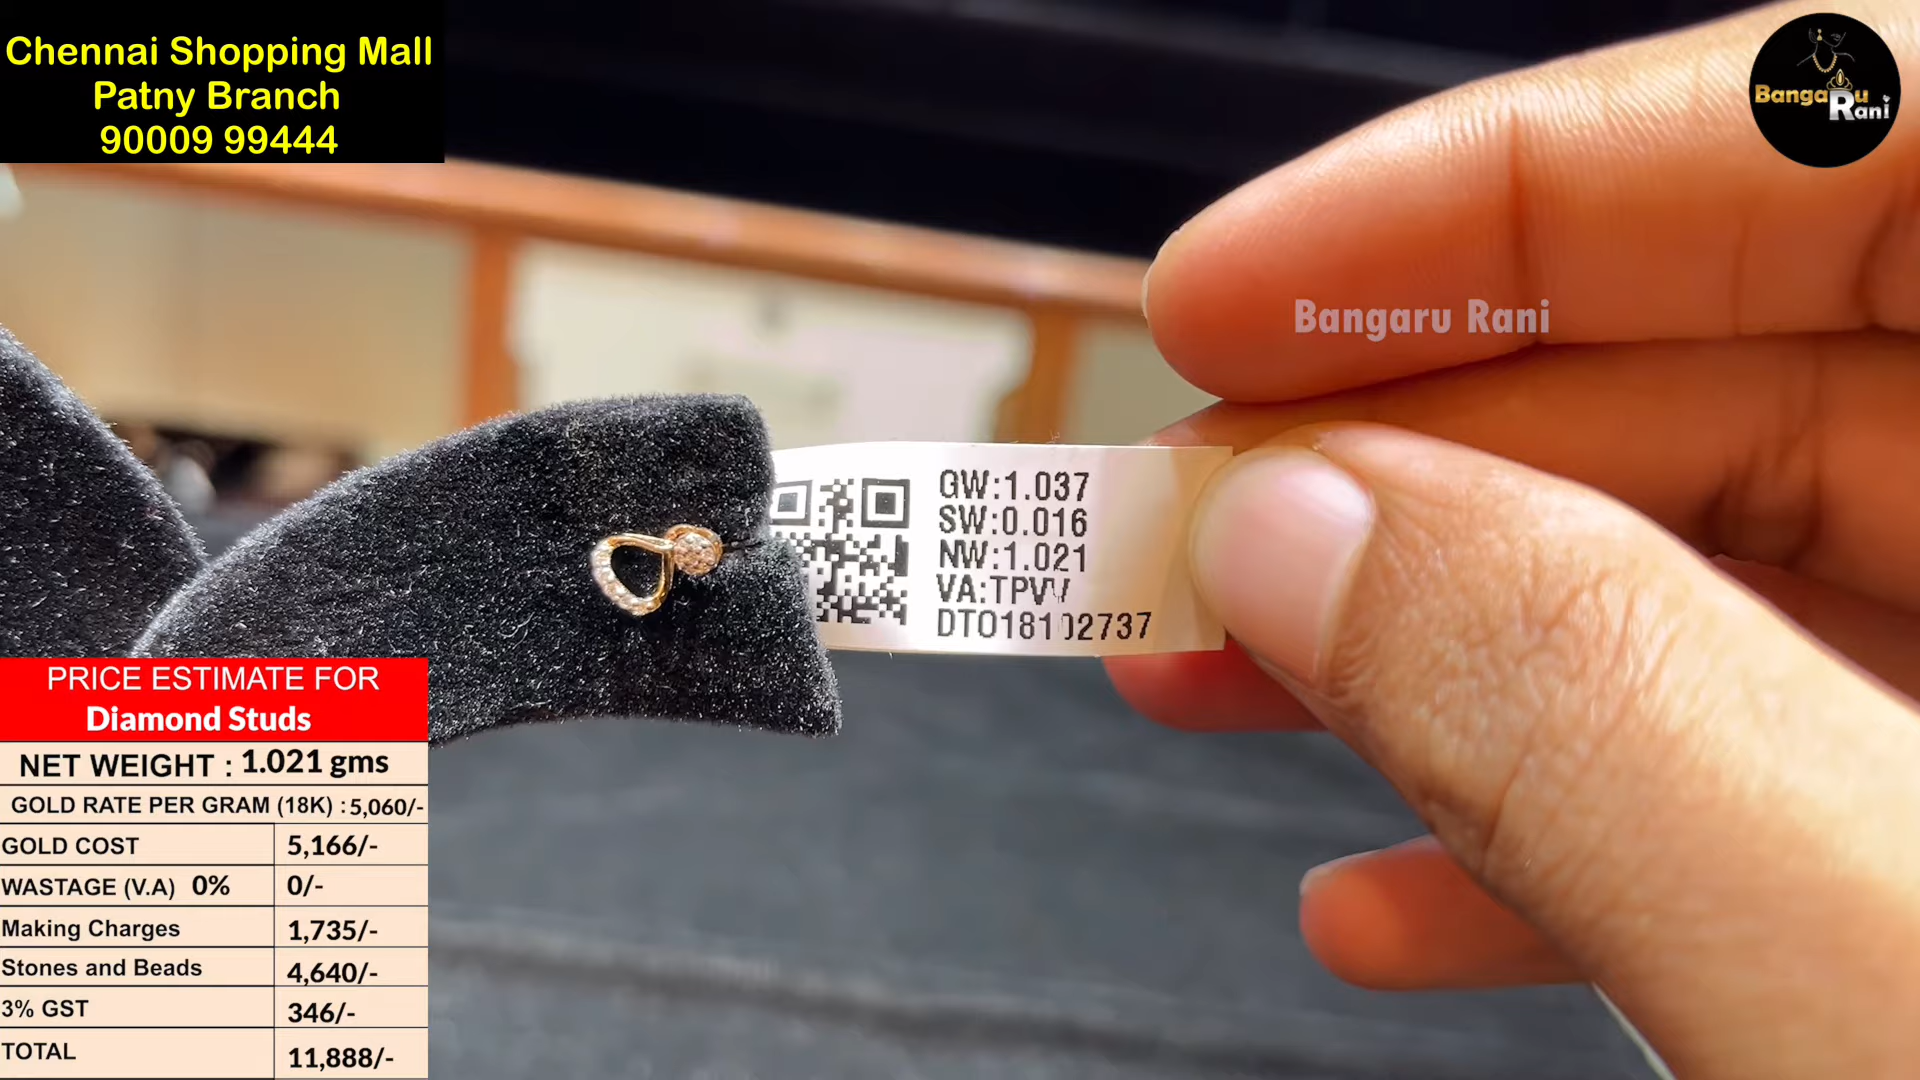 Chennai Shopping Mall
Patny Branch
90009 99444
Bangaru
Rani
Bangaru Rani
GW:1.037
SW:0.016
NW:1.021
VA:TPVV
DTO18102737
PRICE ESTIMATE FOR
Diamond Studs
NET WEIGHT : 1.021 gms
GOLD RATE PER GRAM (18K) : 5,060/-
GOLD COST 5,166/-
WASTAGE (V.A) 0% 0/-
Making Charges 1,735/-
Stones and Beads 4,640/-
3% GST 346/-
TOTAL 11,888/-